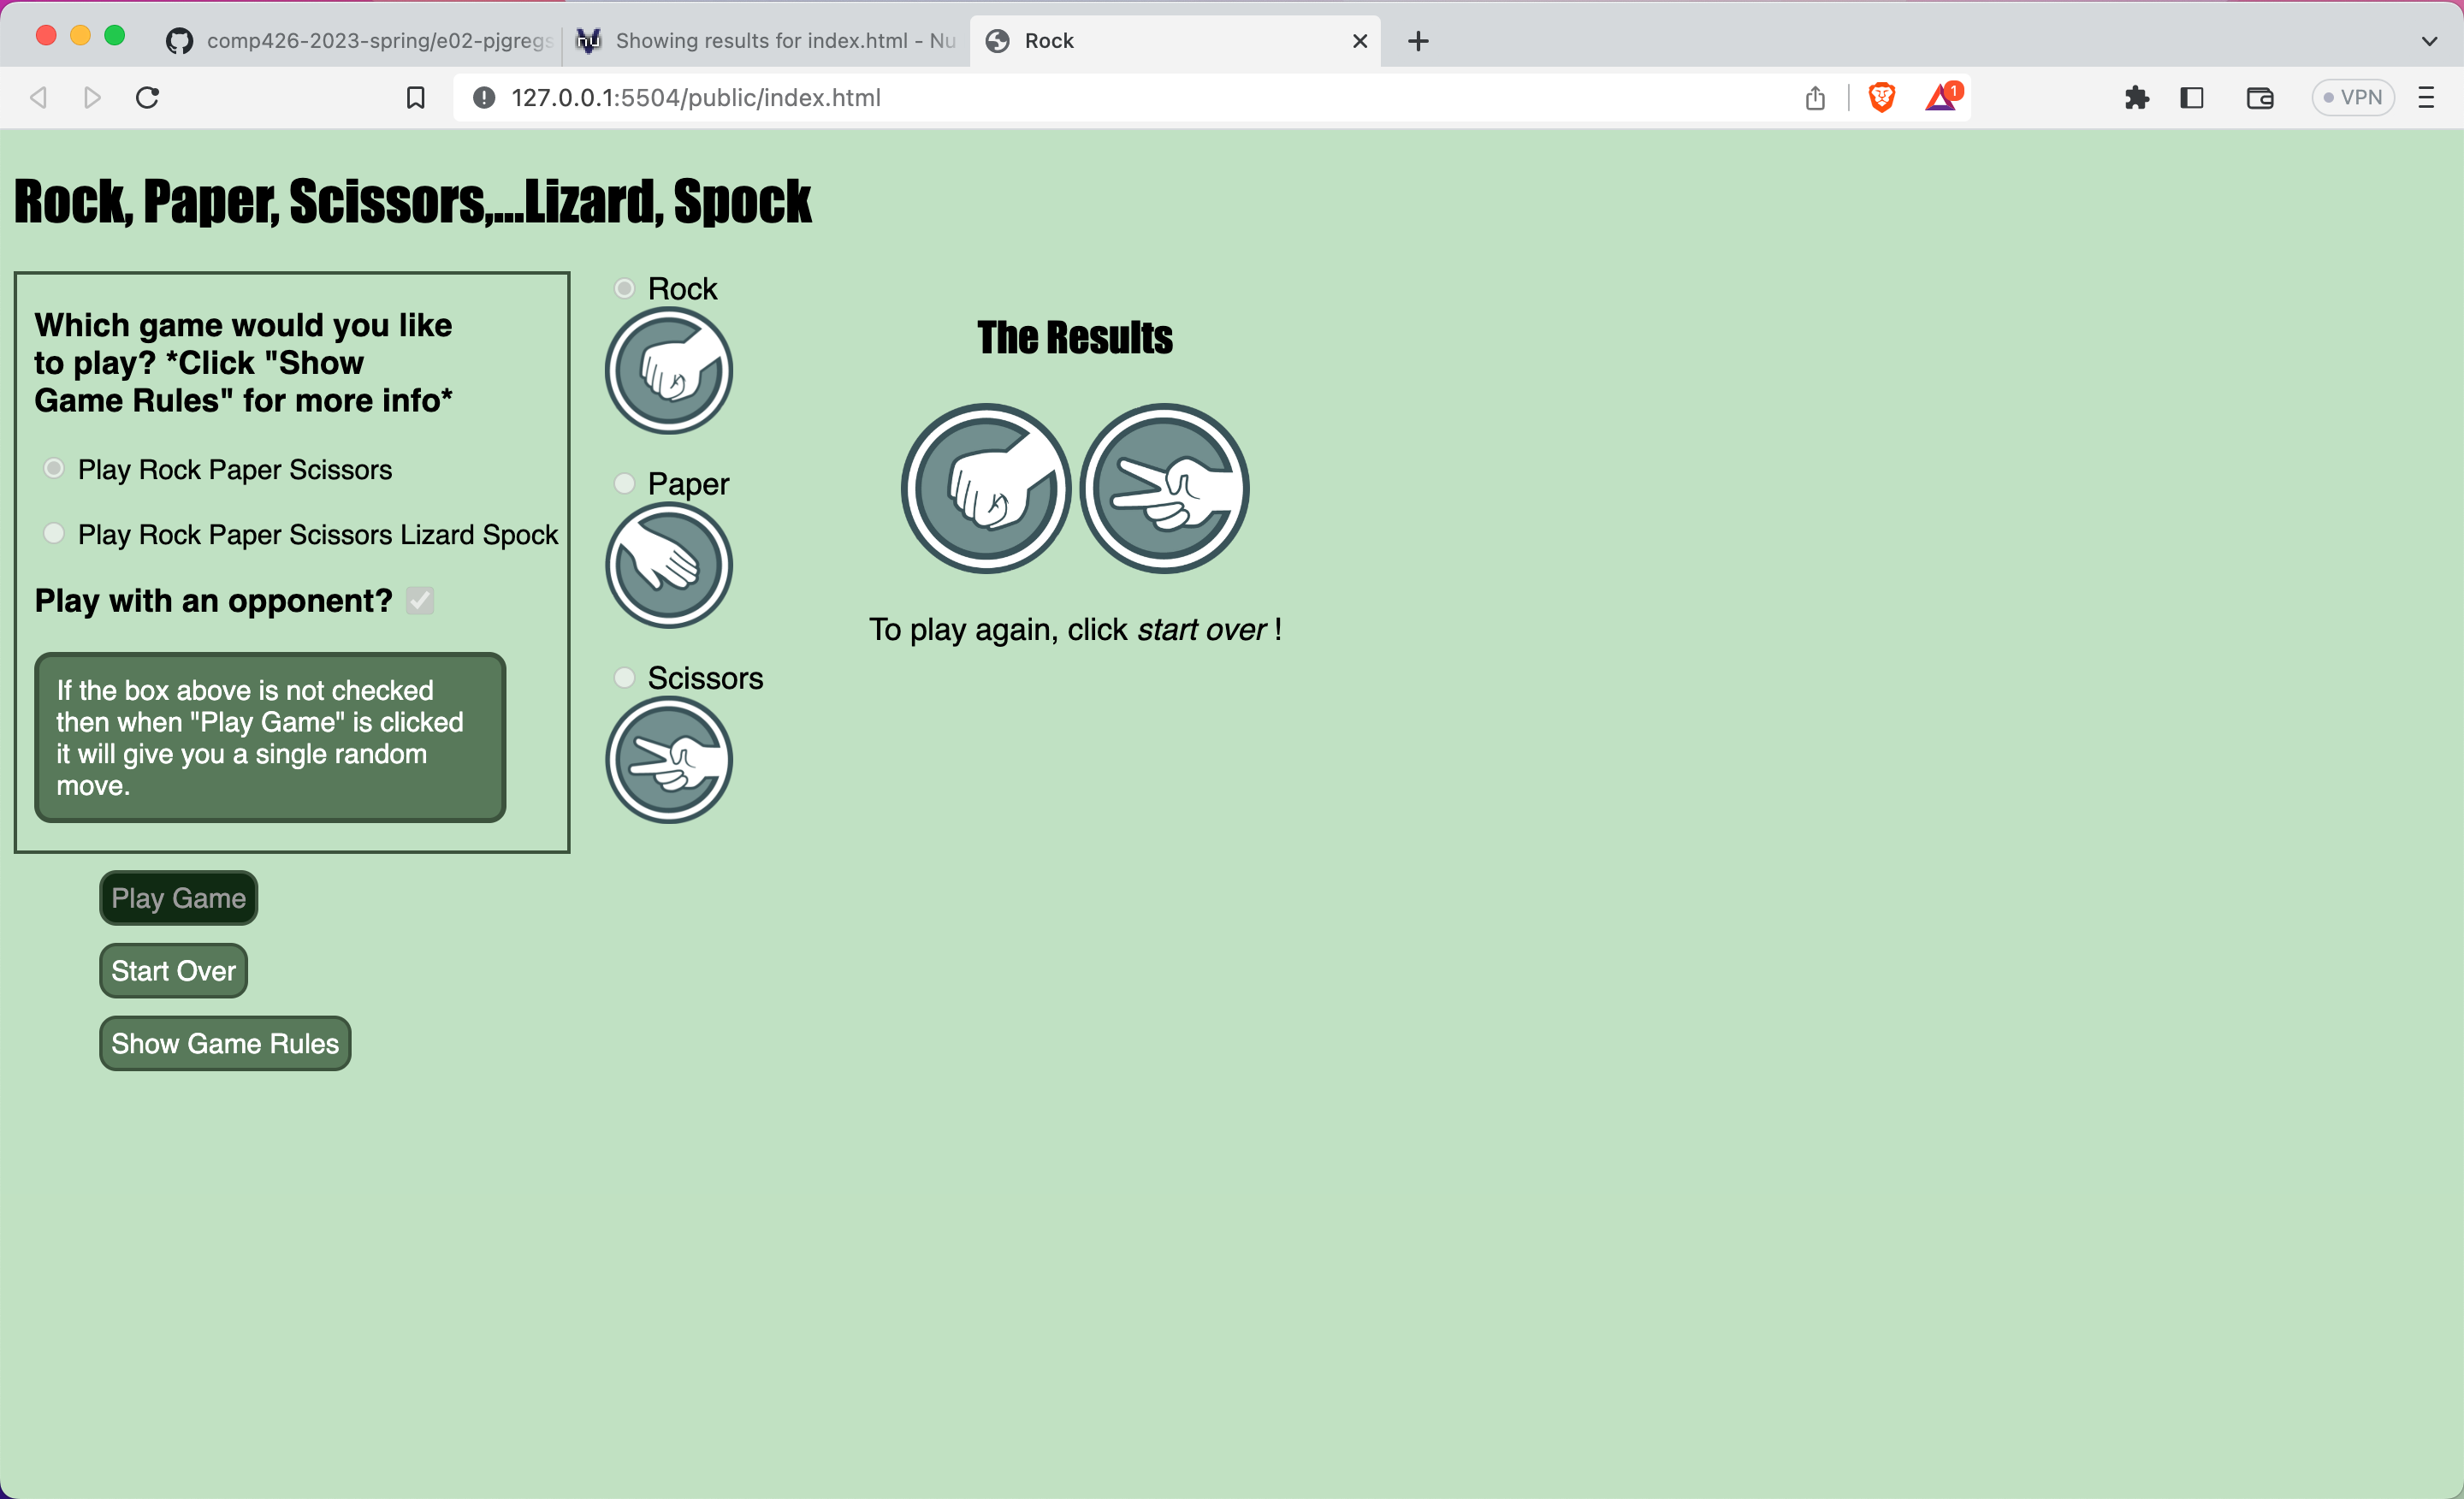 comp426-2023-spring/e02-pjgregs
Showing results for index.html - Nu
Rock
127.0.0.1:5504/public/index.html
1
VPN
Rock, Paper, Scissors,...Lizard, Spock
Which game would you like
to play? *Click "Show
Game Rules" for more info*
Play Rock Paper Scissors
Play Rock Paper Scissors Lizard Spock
Play with an opponent?
If the box above is not checked
then when "Play Game" is clicked
it will give you a single random
move.
Play Game
Start Over
Show Game Rules
Rock
Paper
Scissors
The Results
To play again, click start over !